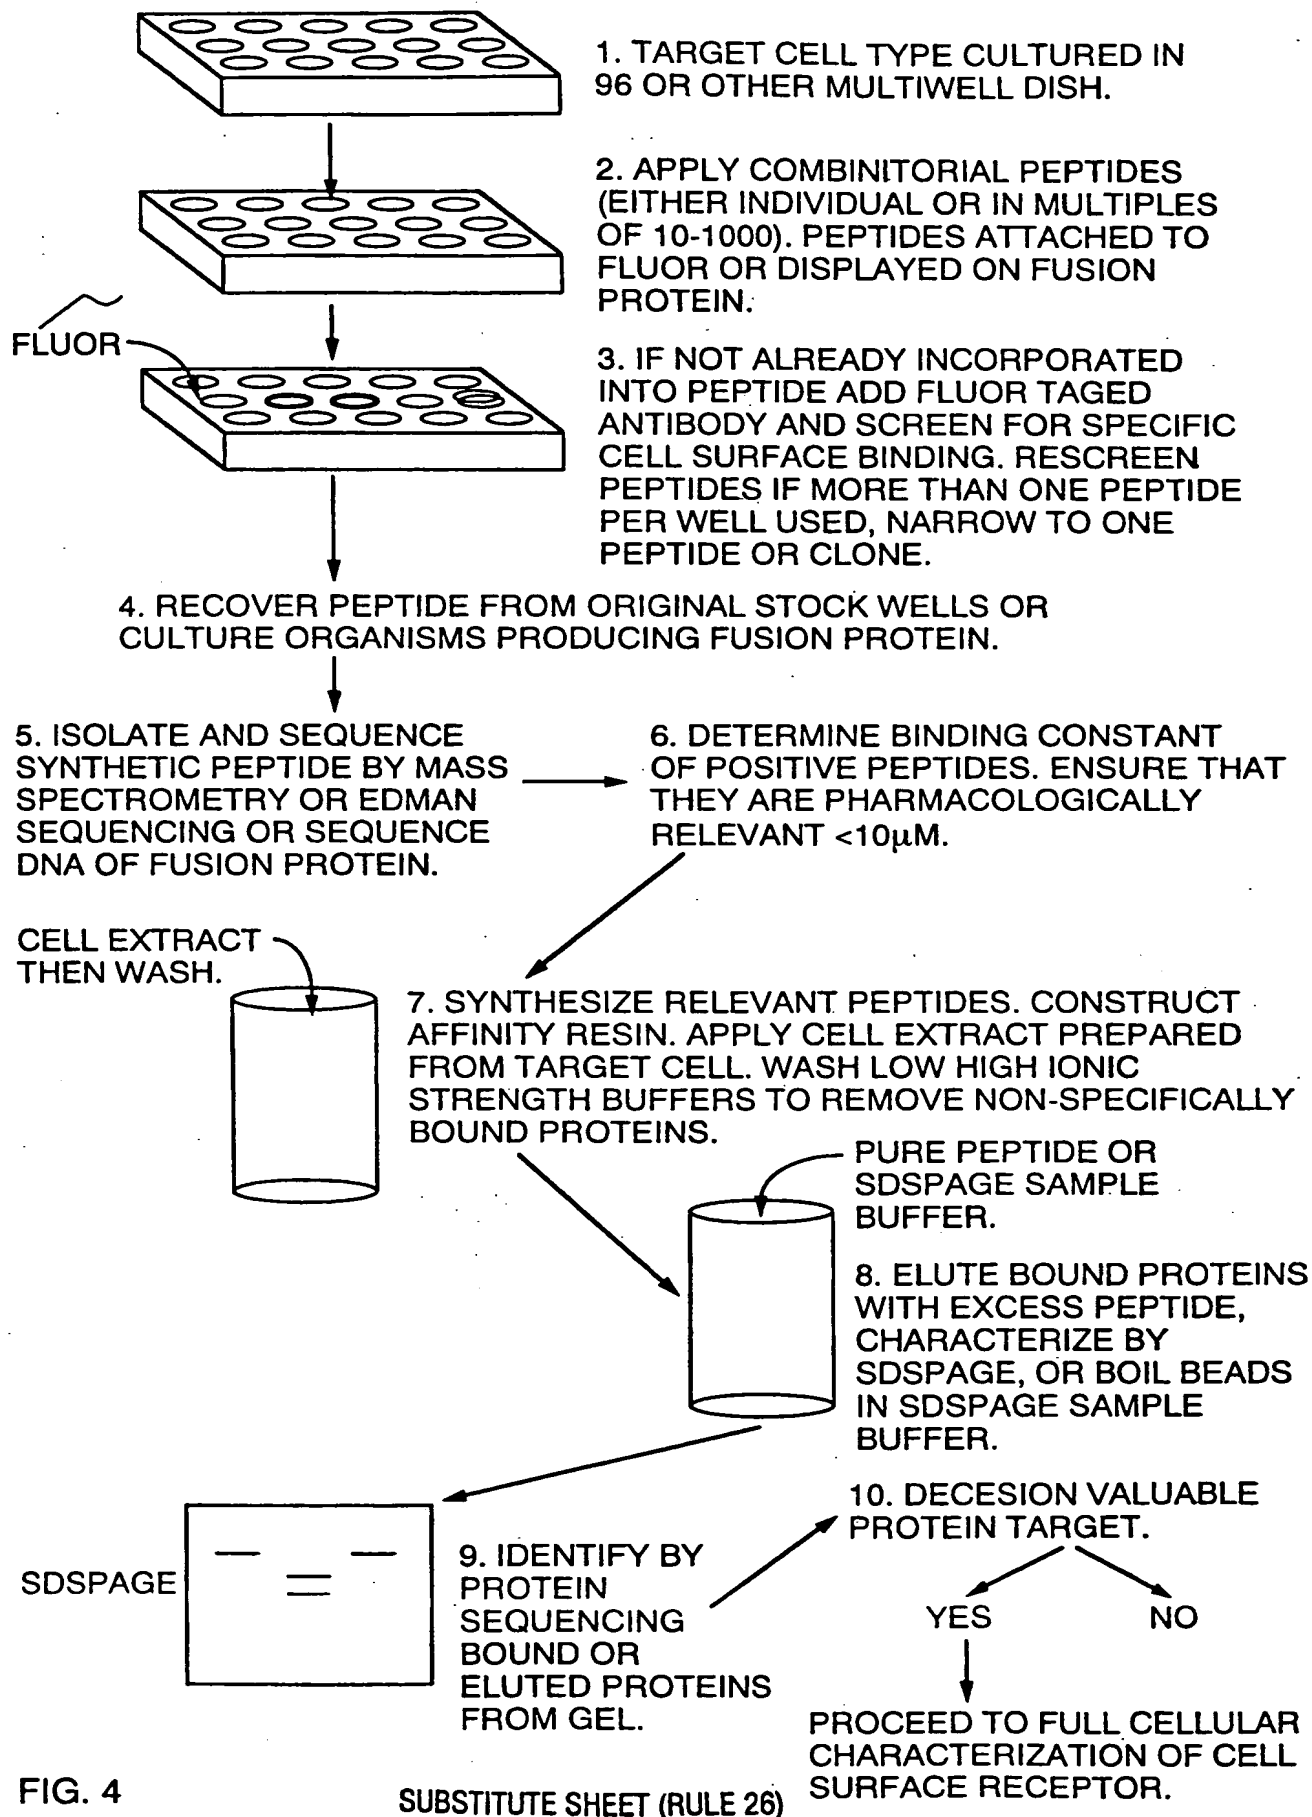 1. TARGET CELL TYPE CULTURED IN
96 OR OTHER MULTIWELL DISH.
2. APPLY COMBINITORIAL PEPTIDES
(EITHER INDIVIDUAL OR IN MULTIPLES
OF 10-1000). PEPTIDES ATTACHED TO
FLUOR OR DISPLAYED ON FUSION
PROTEIN.
FLUOR
3. IF NOT ALREADY INCORPORATED
INTO PEPTIDE ADD FLUOR TAGED
ANTIBODY AND SCREEN FOR SPECIFIC
CELL SURFACE BINDING. RESCREEN
PEPTIDES IF MORE THAN ONE PEPTIDE
PER WELL USED, NARROW TO ONE
PEPTIDE OR CLONE.
4. RECOVER PEPTIDE FROM ORIGINAL STOCK WELLS OR
CULTURE ORGANISMS PRODUCING FUSION PROTEIN.
5. ISOLATE AND SEQUENCE
SYNTHETIC PEPTIDE BY MASS
SPECTROMETRY OR EDMAN
SEQUENCING OR SEQUENCE
DNA OF FUSION PROTEIN.
6. DETERMINE BINDING CONSTANT
OF POSITIVE PEPTIDES. ENSURE THAT
THEY ARE PHARMACOLOGICALLY
RELEVANT <10μM.
CELL EXTRACT
THEN WASH.
7. SYNTHESIZE RELEVANT PEPTIDES. CONSTRUCT
AFFINITY RESIN. APPLY CELL EXTRACT PREPARED
FROM TARGET CELL. WASH LOW HIGH IONIC
STRENGTH BUFFERS TO REMOVE NON-SPECIFICALLY
BOUND PROTEINS.
PURE PEPTIDE OR
SDSPAGE SAMPLE
BUFFER.
8. ELUTE BOUND PROTEINS
WITH EXCESS PEPTIDE,
CHARACTERIZE BY
SDSPAGE, OR BOIL BEADS
IN SDSPAGE SAMPLE
BUFFER.
SDSPAGE
9. IDENTIFY BY
PROTEIN
SEQUENCING
BOUND OR
ELUTED PROTEINS
FROM GEL.
10. DECESION VALUABLE
PROTEIN TARGET.
YES
NO
PROCEED TO FULL CELLULAR
CHARACTERIZATION OF CELL
SURFACE RECEPTOR.
FIG. 4
SUBSTITUTE SHEET (RULE 26)